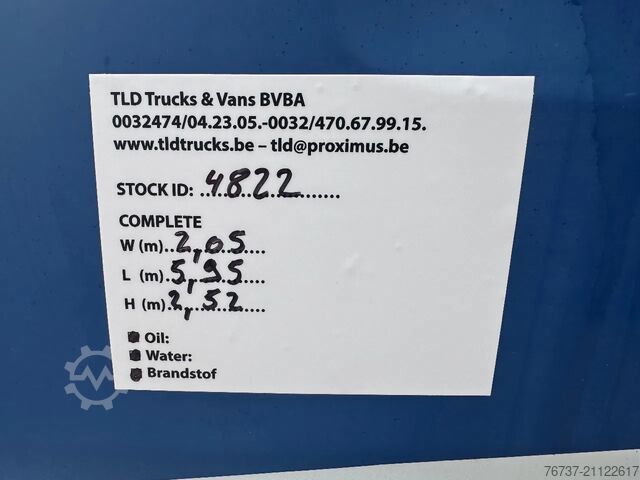 TLD Trucks & Vans BVBA
0032474/04.23.05.-0032/470.67.99.15.
www.tldtrucks.be – tld@proximus.be
STOCK ID: 4822
COMPLETE
W (m) 2,05
L (m) 5,95
H (m) 2,52
Oil:
Water:
Brandstof
76737-21122617